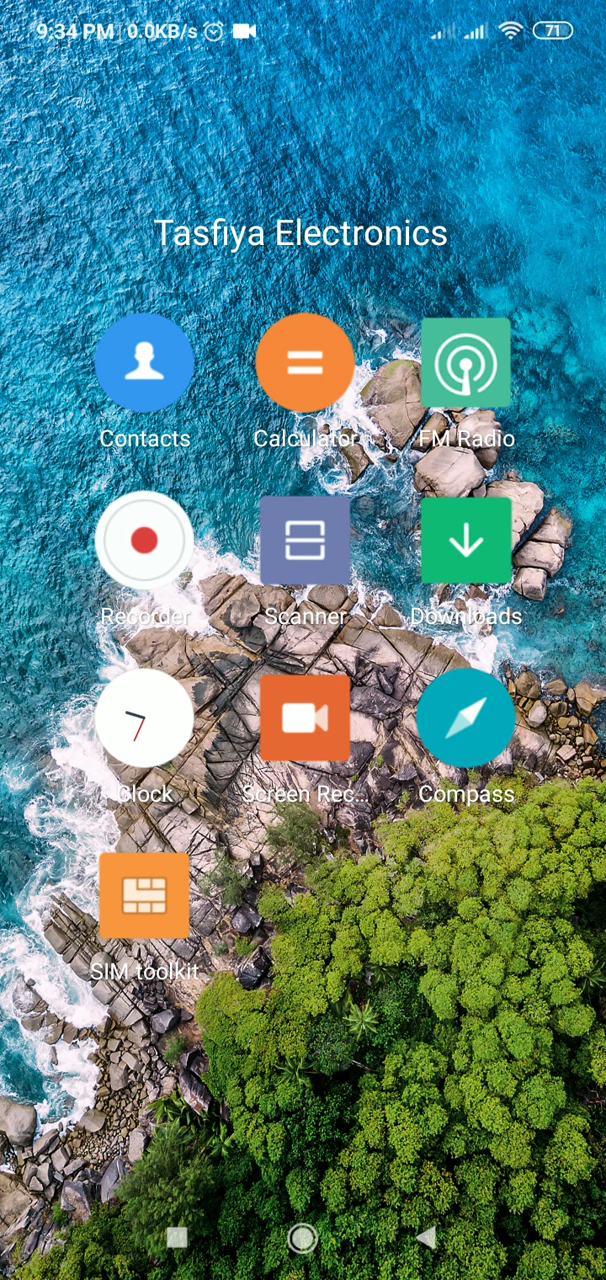 9:34 PM | 0.0KB/s 71
Tasfiya Electronics
Contacts Calculator FM Radio
Recorder Scanner Downloads
Clock Screen Rec... Compass
SIM toolkit